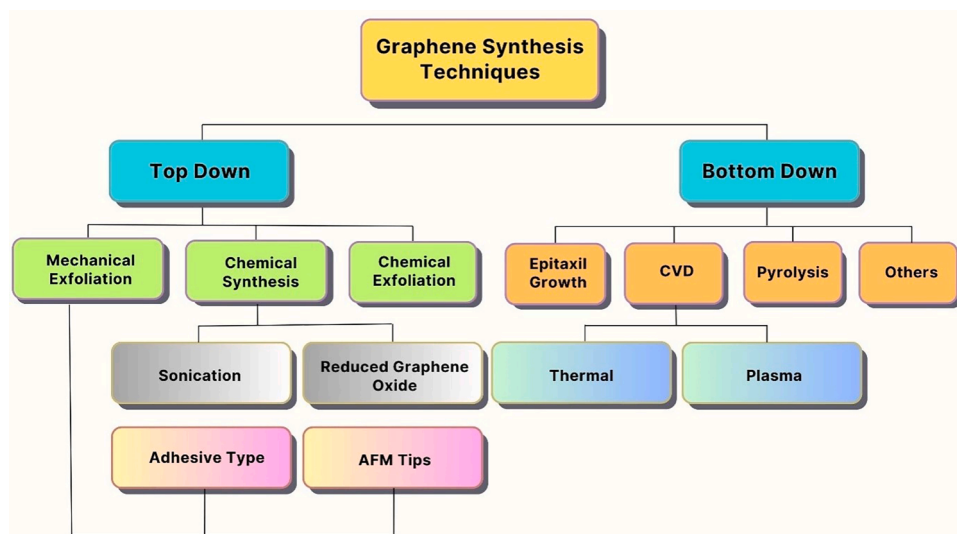 Graphene Synthesis
Techniques
Top Down
Bottom Down
Mechanical
Exfoliation
Chemical
Synthesis
Chemical
Exfoliation
Epitaxil
Growth
CVD
Pyrolysis
Others
Sonication
Reduced Graphene
Oxide
Thermal
Plasma
Adhesive Type
AFM Tips